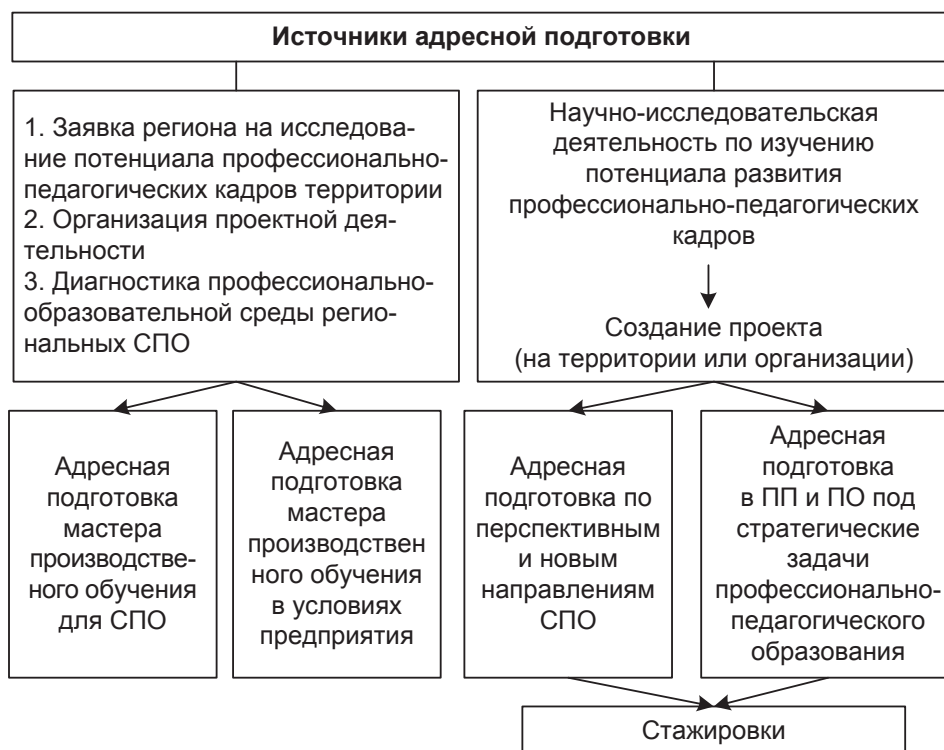 Источники адресной подготовки
1. Заявка региона на исследова-
ние потенциала профессионально-
педагогических кадров территории
2. Организация проектной дея-
тельности
3. Диагностика профессионально-
образовательной среды регио-
нальных СПО
Научно-исследовательская
деятельность по изучению
потенциала развития
профессионально-педагогических
кадров
Создание проекта
(на территории или организации)
Адресная
подготовка
мастера
производстве-
ного обучения
для СПО
Адресная
подготовка
мастера
производствен
ного обучения
в условиях
предприятия
Адресная
подготовка по
перспективным
и новым
направлениям
СПО
Адресная
подготовка
в ПП и ПО под
стратегические
задачи
профессионально-
педагогического
образования
Стажировки